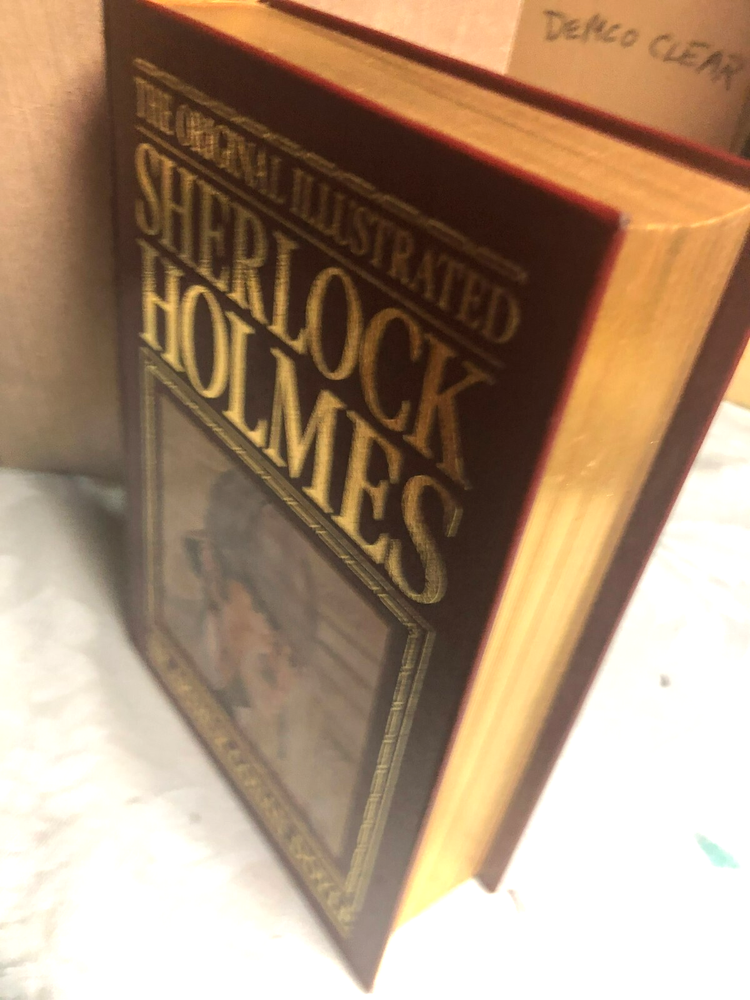 DEMCO CLEAR
THE ORIGINAL ILLUSTRATED
SHERLOCK
HOLMES